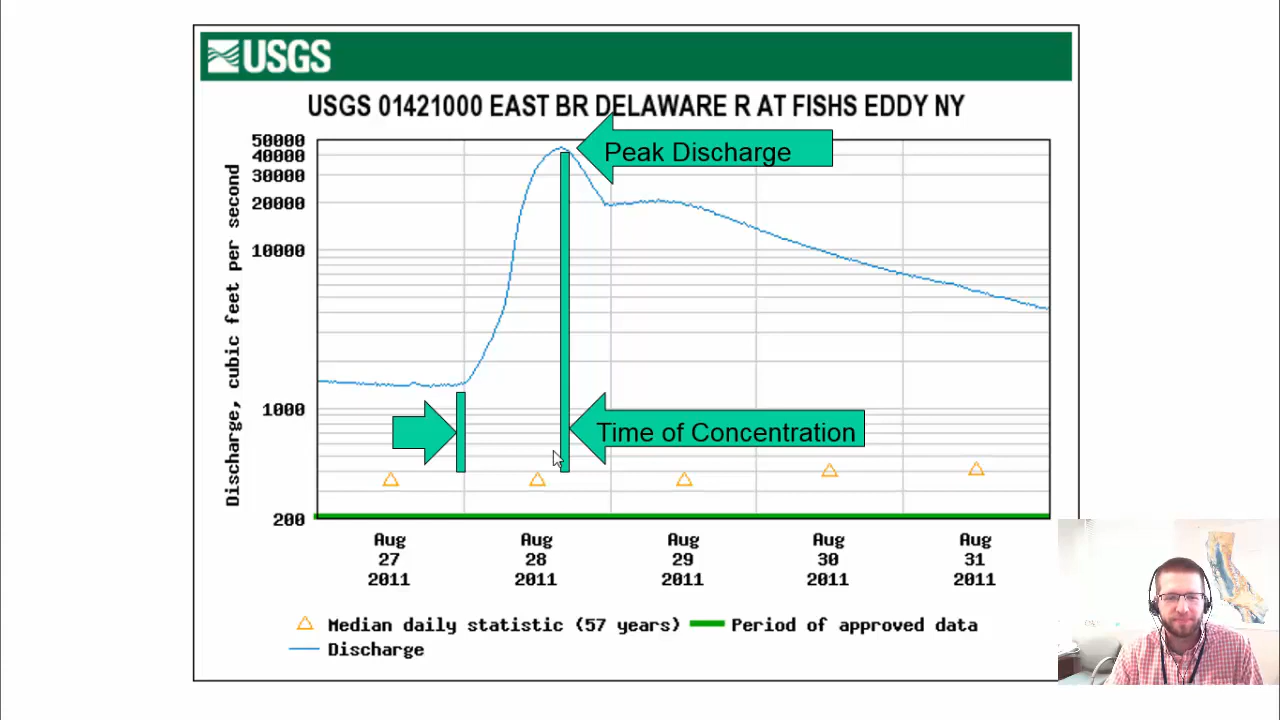 USGS
USGS 01421000 EAST BR DELAWARE R AT FISHS EDDY NY
50000
40000
30000
20000
10000
1000
200
Discharge, cubic feet per second
Peak Discharge
Time of Concentration
Aug
27
2011
Aug
28
2011
Aug
29
2011
Aug
30
2011
Aug
31
2011
Median daily statistic (57 years)
Period of approved data
Discharge